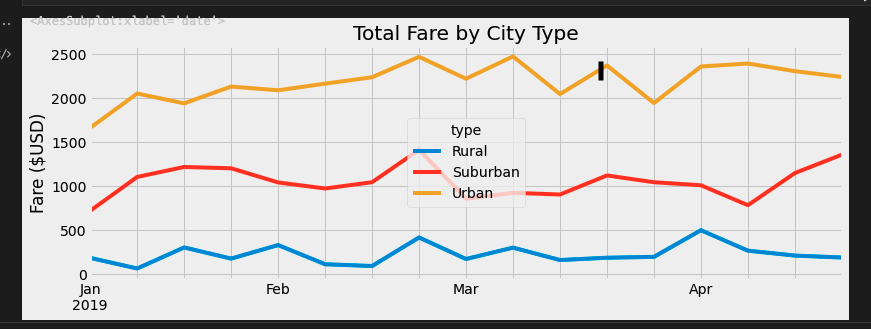 <AxesSubplot:xlabel='date'>
Total Fare by City Type
Fare ($USD)
2500
2000
1500
1000
500
0
type
Rural
Suburban
Urban
Jan
2019
Feb
Mar
Apr